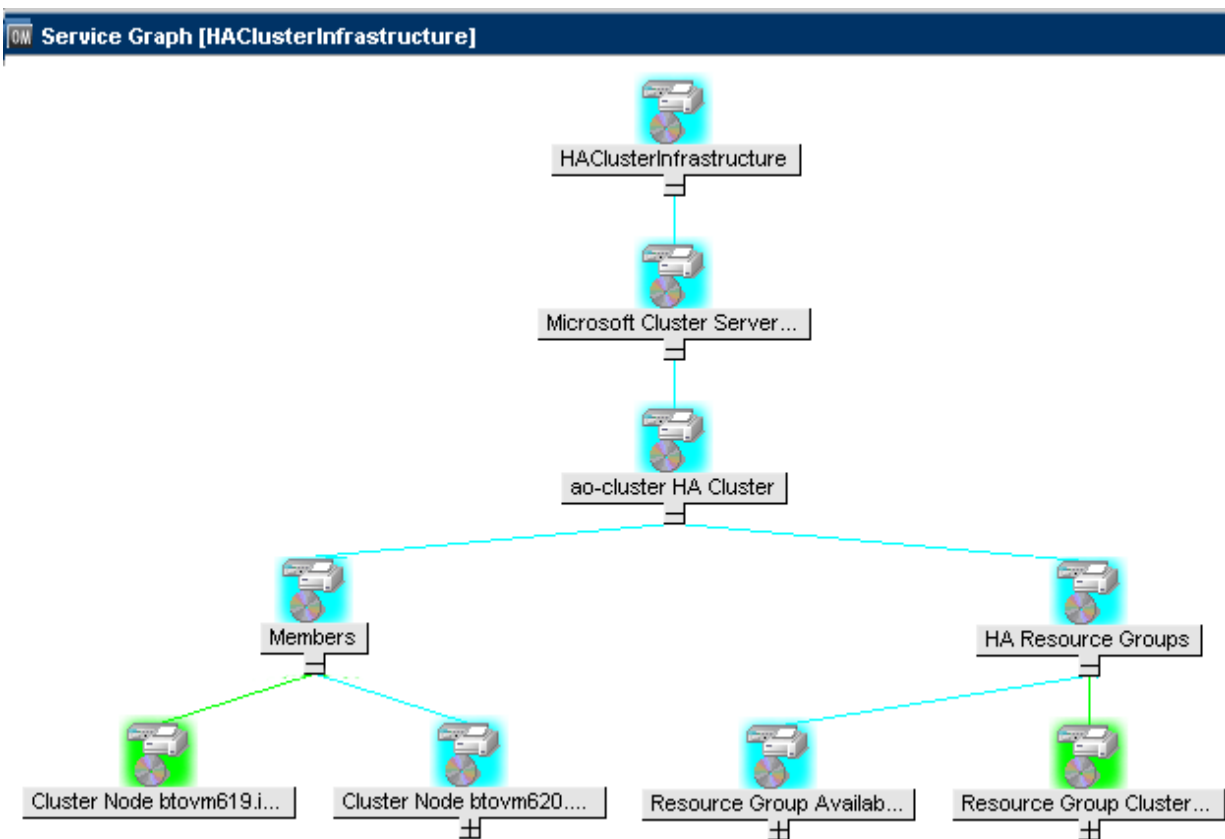 OM Service Graph [HAClusterInfrastructure]
HAClusterInfrastructure
Microsoft Cluster Server...
ao-cluster HA Cluster
Members
HA Resource Groups
Cluster Node btovm619.i...
Cluster Node btovm620....
Resource Group Availab...
Resource Group Cluster...